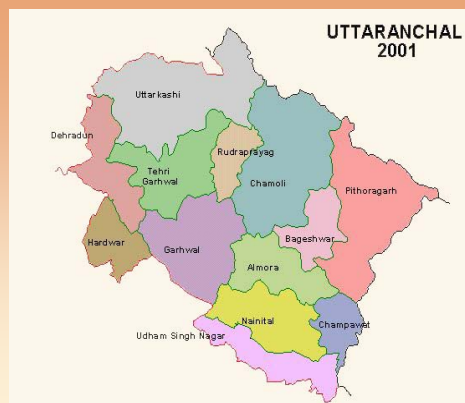 UTTARANCHAL
2001
Uttarkashi
Dehradun
Rudraprayag
Tehri
Garhwal
Chamoli
Pithoragarh
Hardwar
Garhwal
Bageshwar
Almora
Nainital
Champawat
Udham Singh Nagar